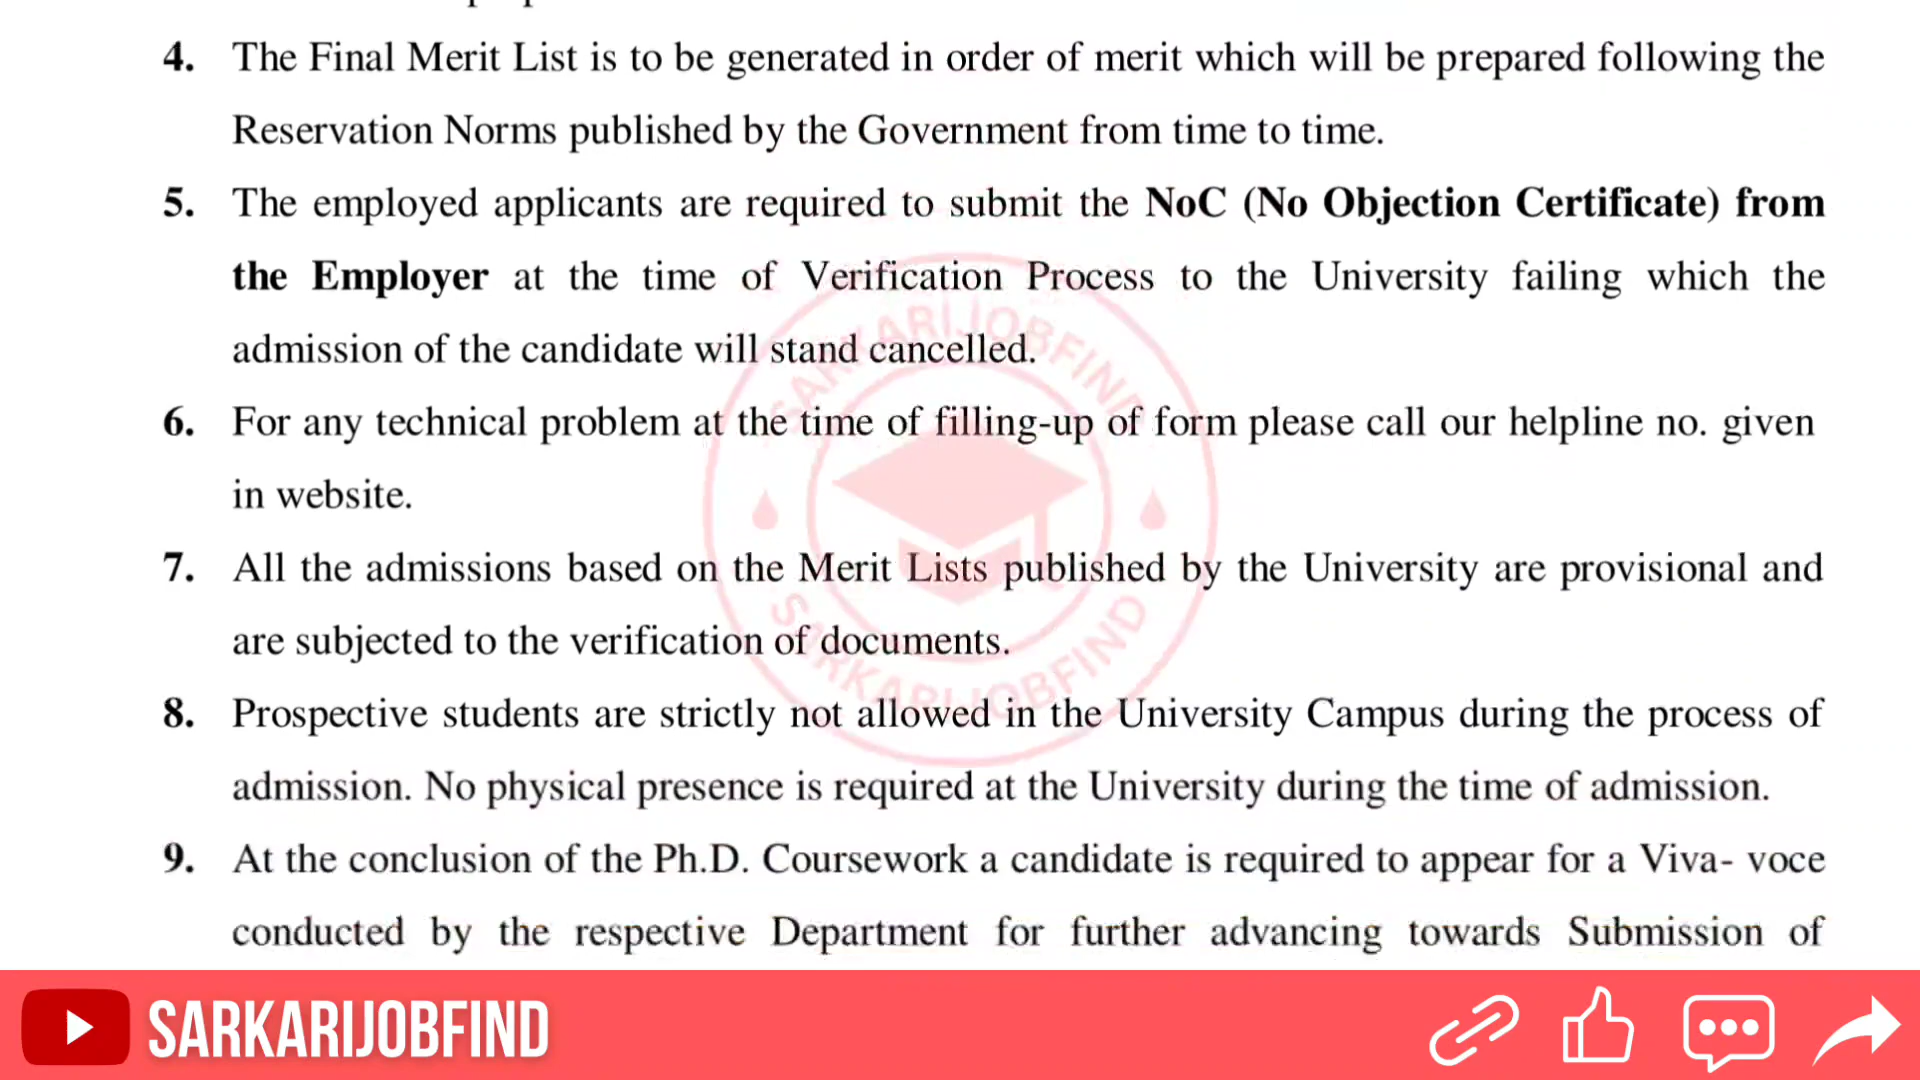 4. The Final Merit List is to be generated in order of merit which will be prepared following the
Reservation Norms published by the Government from time to time.
5. The employed applicants are required to submit the NoC (No Objection Certificate) from
the Employer at the time of Verification Process to the University failing which the
admission of the candidate will stand cancelled.
6. For any technical problem at the time of filling-up of form please call our helpline no. given
in website.
7. All the admissions based on the Merit Lists published by the University are provisional and
are subjected to the verification of documents.
8. Prospective students are strictly not allowed in the University Campus during the process of
admission. No physical presence is required at the University during the time of admission.
9. At the conclusion of the Ph.D. Coursework a candidate is required to appear for a Viva- voce
conducted by the respective Department for further advancing towards Submission of
SARKARIJOBFIND
SARKARIJOBFIND
SARKARIJOBFIND